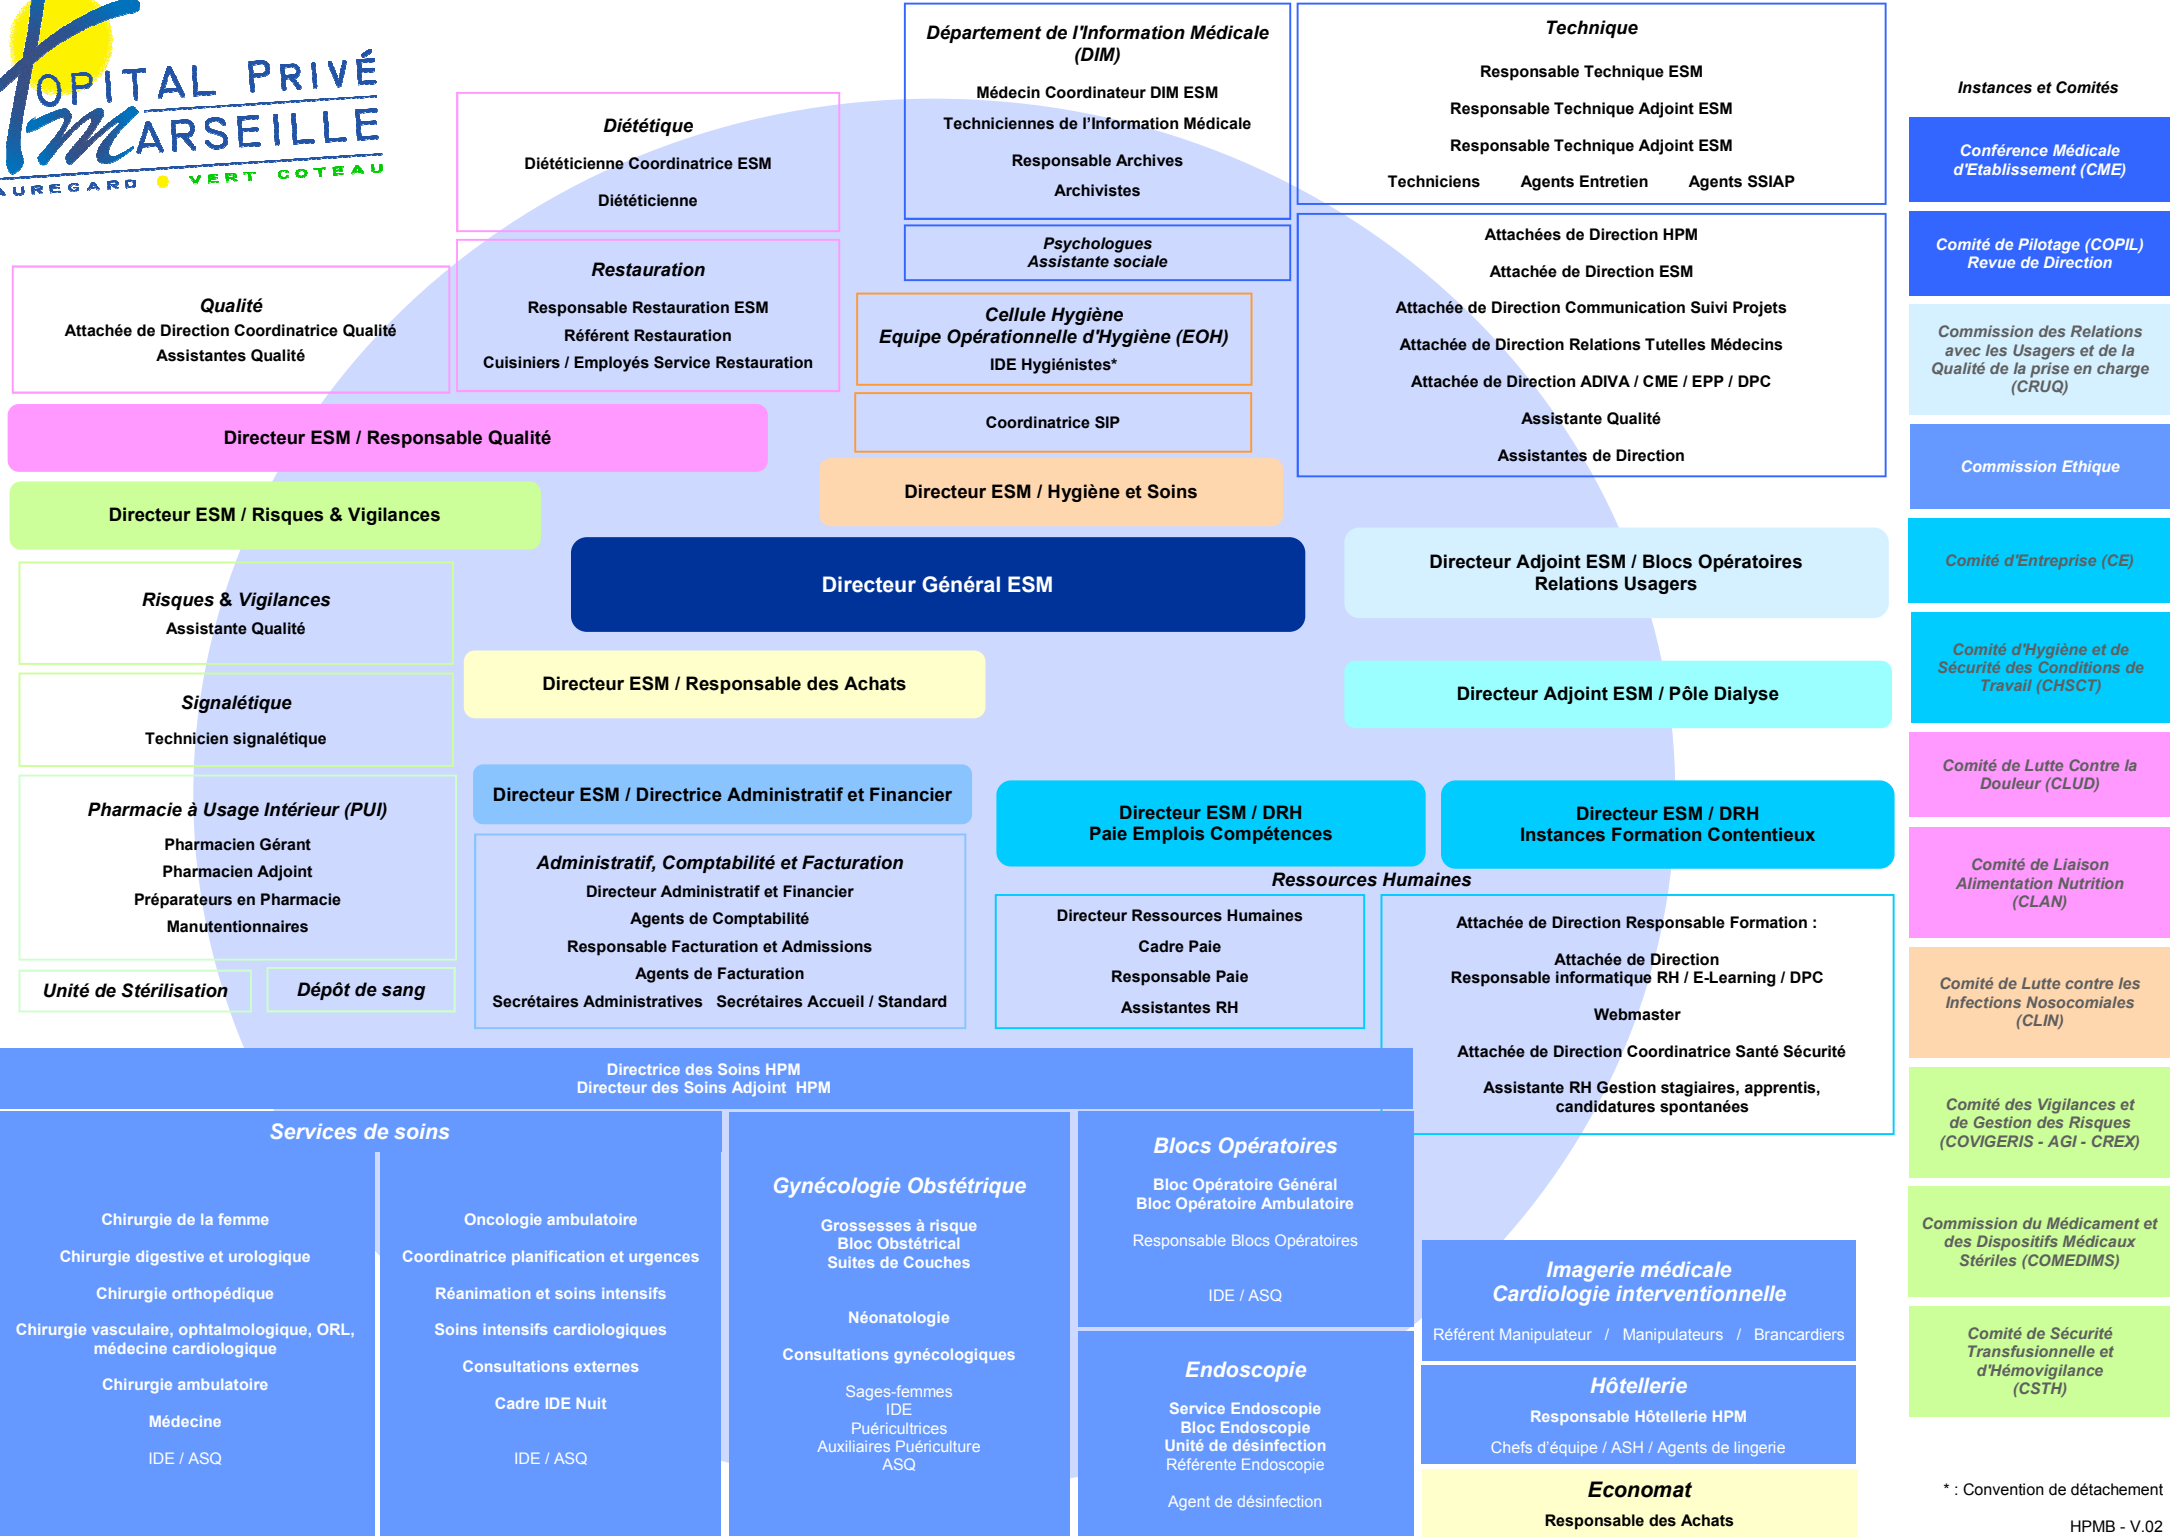 HOPITAL PRIVÉ
MARSEILLE
AUREGARD • VERT COTEAU
Diététique
Diététicienne Coordinatrice ESM
Diététicienne
Département de l'Information Médicale
(DIM)
Médecin Coordinateur DIM ESM
Techniciennes de l'Information Médicale
Responsable Archives
Archivistes
Psychologues
Assistante sociale
Technique
Responsable Technique ESM
Responsable Technique Adjoint ESM
Responsable Technique Adjoint ESM
Techniciens Agents Entretien Agents SSIAP
Attachées de Direction HPM
Attachée de Direction ESM
Attachée de Direction Communication Suivi Projets
Attachée de Direction Relations Tutelles Médecins
Attachée de Direction ADIVA / CME / EPP / DPC
Assistante Qualité
Assistantes de Direction
Qualité
Attachée de Direction Coordinatrice Qualité
Assistantes Qualité
Restauration
Responsable Restauration ESM
Référent Restauration
Cuisiniers / Employés Service Restauration
Cellule Hygiène
Equipe Opérationnelle d'Hygiène (EOH)
IDE Hygiénistes*
Coordinatrice SIP
Directeur ESM / Responsable Qualité
Directeur ESM / Hygiène et Soins
Directeur ESM / Risques & Vigilances
Directeur Général ESM
Directeur Adjoint ESM / Blocs Opératoires
Relations Usagers
Risques & Vigilances
Assistante Qualité
Signalétique
Technicien signalétique
Directeur ESM / Responsable des Achats
Directeur Adjoint ESM / Pôle Dialyse
Pharmacie à Usage Intérieur (PUI)
Pharmacien Gérant
Pharmacien Adjoint
Préparateurs en Pharmacie
Manutentionnaires
Unité de Stérilisation
Dépôt de sang
Directeur ESM / Directrice Administratif et Financier
Administratif, Comptabilité et Facturation
Directeur Administratif et Financier
Agents de Comptabilité
Responsable Facturation et Admissions
Agents de Facturation
Secrétaires Administratives Secrétaires Accueil / Standard
Directeur ESM / DRH
Paie Emplois Compétences
Directeur ESM / DRH
Instances Formation Contentieux
Ressources Humaines
Directeur Ressources Humaines
Cadre Paie
Responsable Paie
Assistantes RH
Attachée de Direction Responsable Formation :
Attachée de Direction
Responsable informatique RH / E-Learning / DPC
Webmaster
Attachée de Direction Coordinatrice Santé Sécurité
Assistante RH Gestion stagiaires, apprentis,
candidatures spontanées
Directrice des Soins HPM
Directeur des Soins Adjoint HPM
Services de soins
Chirurgie de la femme
Chirurgie digestive et urologique
Chirurgie orthopédique
Chirurgie vasculaire, ophtalmologique, ORL,
médecine cardiologique
Chirurgie ambulatoire
Médecine
IDE / ASQ
Oncologie ambulatoire
Coordinatrice planification et urgences
Réanimation et soins intensifs
Soins intensifs cardiologiques
Consultations externes
Cadre IDE Nuit
IDE / ASQ
Gynécologie Obstétrique
Grossesses à risque
Bloc Obstétrical
Suites de Couches
Néonatologie
Consultations gynécologiques
Sages-femmes
IDE
Puéricultrices
Auxiliaires Puériculture
ASQ
Blocs Opératoires
Bloc Opératoire Général
Bloc Opératoire Ambulatoire
Responsable Blocs Opératoires
IDE / ASQ
Endoscopie
Service Endoscopie
Bloc Endoscopie
Unité de désinfection
Référente Endoscopie
Agent de désinfection
Imagerie médicale
Cardiologie interventionnelle
Référent Manipulateur / Manipulateurs / Brancardiers
Hôtellerie
Responsable Hôtellerie HPM
Chefs d'équipe / ASH / Agents de lingerie
Economat
Responsable des Achats
Instances et Comités
Conférence Médicale
d'Etablissement (CME)
Comité de Pilotage (COPIL)
Revue de Direction
Commission des Relations
avec les Usagers et de la
Qualité de la prise en charge
(CRUQ)
Commission Ethique
Comité d'Entreprise (CE)
Comité d'Hygiène et de
Sécurité des Conditions de
Travail (CHSCT)
Comité de Lutte Contre la
Douleur (CLUD)
Comité de Liaison
Alimentation Nutrition
(CLAN)
Comité de Lutte contre les
Infections Nosocomiales
(CLIN)
Comité des Vigilances et
de Gestion des Risques
(COVIGERIS - AGI - CREX)
Commission du Médicament et
des Dispositifs Médicaux
Stériles (COMEDIMS)
Comité de Sécurité
Transfusionnelle et
d'Hémovigilance
(CSTH)
* : Convention de détachement
HPMB - V.02